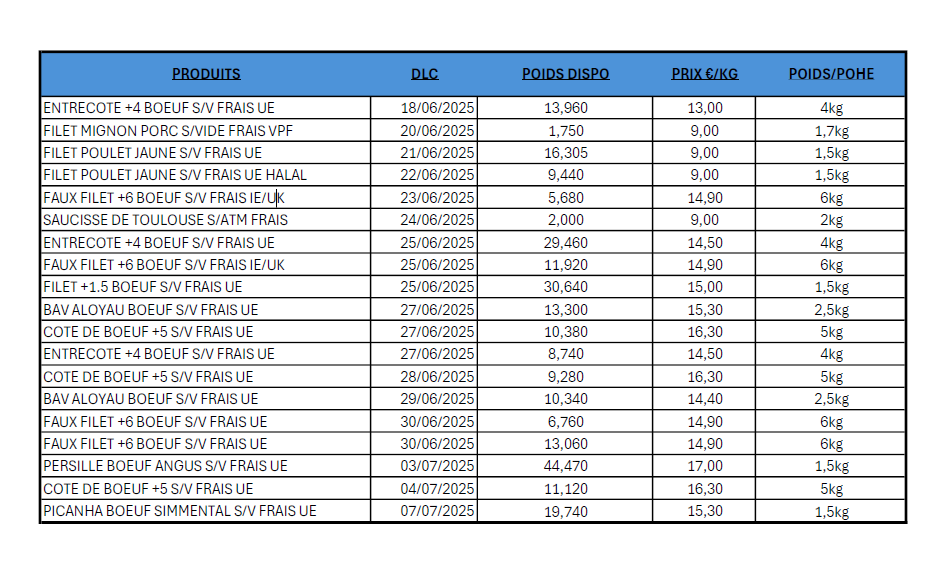 PRODUITS DLC POIDS DISPO PRIX €/KG POIDS/POHE
ENTRECOTE +4 BOEUF S/V FRAIS UE 18/06/2025 13,960 13,00 4kg
FILET MIGNON PORC S/VIDE FRAIS VPF 20/06/2025 1,750 9,00 1,7kg
FILET POULET JAUNE S/V FRAIS UE 21/06/2025 16,305 9,00 1,5kg
FILET POULET JAUNE S/V FRAIS UE HALAL 22/06/2025 9,440 9,00 1,5kg
FAUX FILET +6 BOEUF S/V FRAIS IE/UK 23/06/2025 5,680 14,90 6kg
SAUCISSE DE TOULOUSE S/ATM FRAIS 24/06/2025 2,000 9,00 2kg
ENTRECOTE +4 BOEUF S/V FRAIS UE 25/06/2025 29,460 14,50 4kg
FAUX FILET +6 BOEUF S/V FRAIS IE/UK 25/06/2025 11,920 14,90 6kg
FILET +1.5 BOEUF S/V FRAIS UE 25/06/2025 30,640 15,00 1,5kg
BAV ALOYAU BOEUF S/V FRAIS UE 27/06/2025 13,300 15,30 2,5kg
COTE DE BOEUF +5 S/V FRAIS UE 27/06/2025 10,380 16,30 5kg
ENTRECOTE +4 BOEUF S/V FRAIS UE 27/06/2025 8,740 14,50 4kg
COTE DE BOEUF +5 S/V FRAIS UE 28/06/2025 9,280 16,30 5kg
BAV ALOYAU BOEUF S/V FRAIS UE 29/06/2025 10,340 14,40 2,5kg
FAUX FILET +6 BOEUF S/V FRAIS UE 30/06/2025 6,760 14,90 6kg
FAUX FILET +6 BOEUF S/V FRAIS UE 30/06/2025 13,060 14,90 6kg
PERSILLE BOEUF ANGUS S/V FRAIS UE 03/07/2025 44,470 17,00 1,5kg
COTE DE BOEUF +5 S/V FRAIS UE 04/07/2025 11,120 16,30 5kg
PICANHA BOEUF SIMMENTAL S/V FRAIS UE 07/07/2025 19,740 15,30 1,5kg